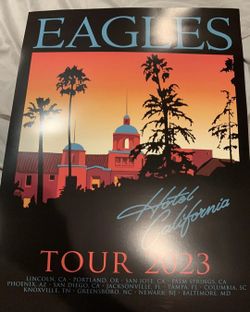 EAGLES
Hotel
California
TOUR 2023
LINCOLN, CA - PORTLAND, OR - SAN JOSE, CA - PALM SPRINGS, CA
PHOENIX, AZ - SAN DIEGO, CA - JACKSONVILLE, FL - TAMPA, FL - COLUMBIA, SC
KNOXVILLE, TN - GREENSBORO, NC - NEWARK, NJ - BALTIMORE, MD